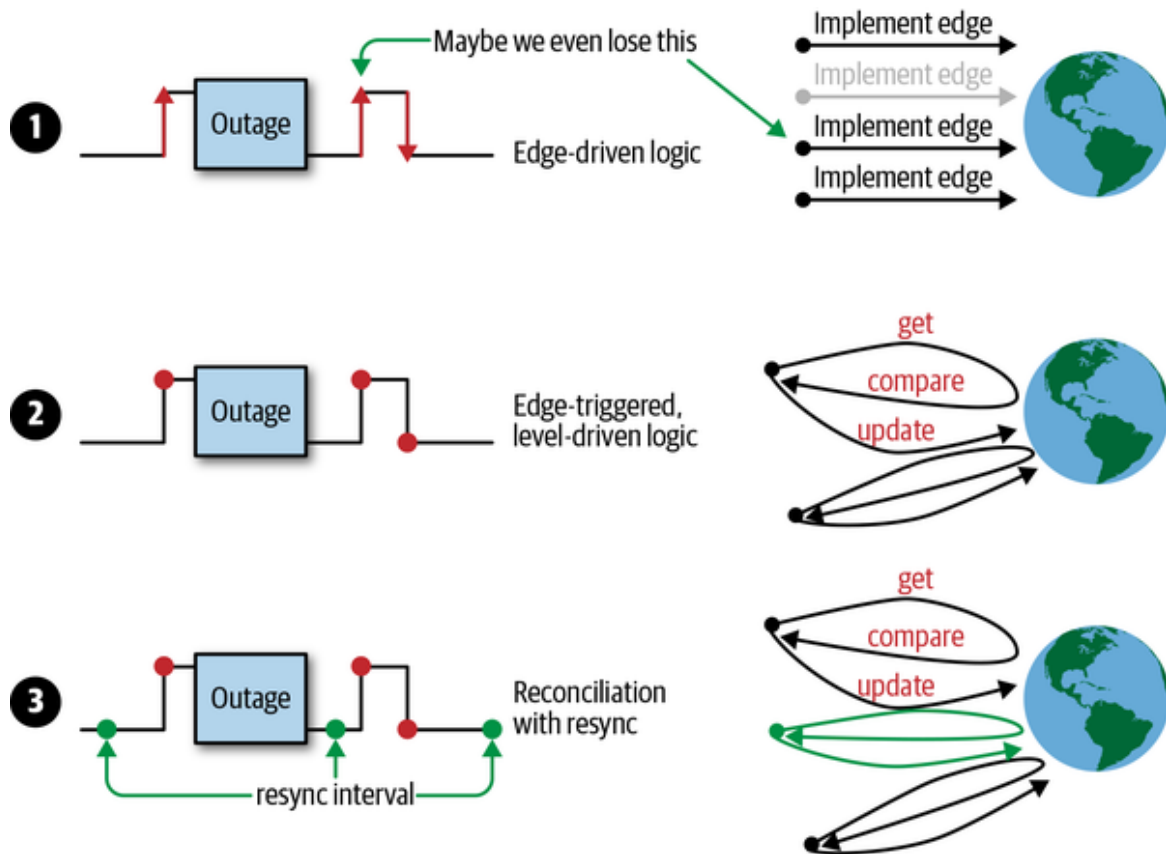 Maybe we even lose this
Implement edge
Implement edge
Implement edge
Implement edge
1
Outage
Edge-driven logic
2
Outage
Edge-triggered,
level-driven logic
get
compare
update
3
Outage
Reconciliation
with resync
resync interval
get
compare
update